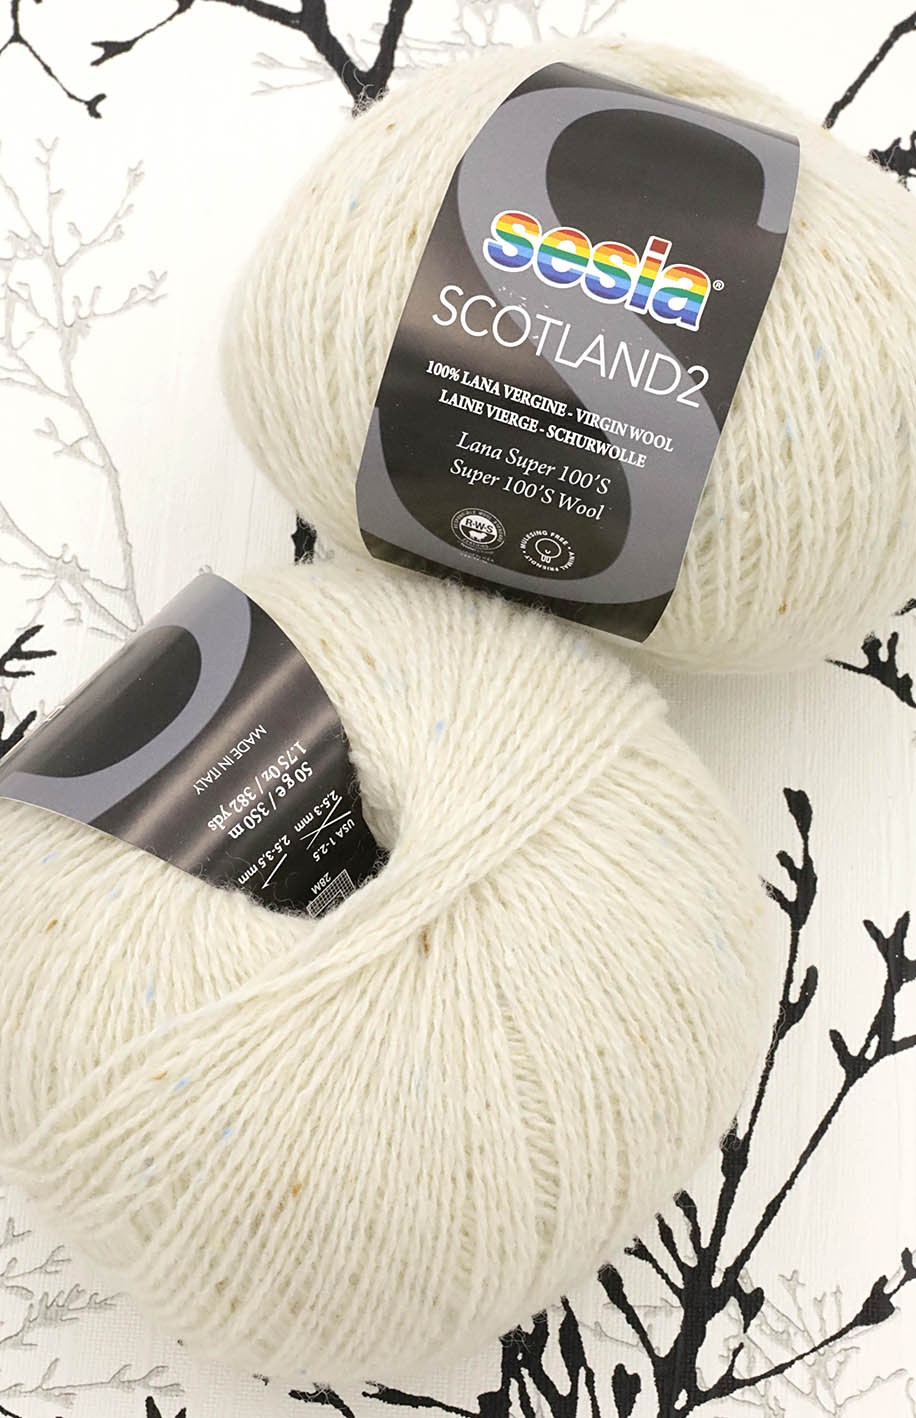 sesia®
SCOTLAND2
100% LANA VERGINE - VIRGIN WOOL
LAINE VIERGE - SCHURWOLLE
Lana Super 100'S
Super 100'S Wool
R-W-S
MULESING FREE • ANIMAL FRIENDLY •
MADE IN ITALY
50 g e / 350 m
1.75 Oz / 382 yds
2.5-3 mm
USA 1-2.5
2,5-3,5 mm
28M